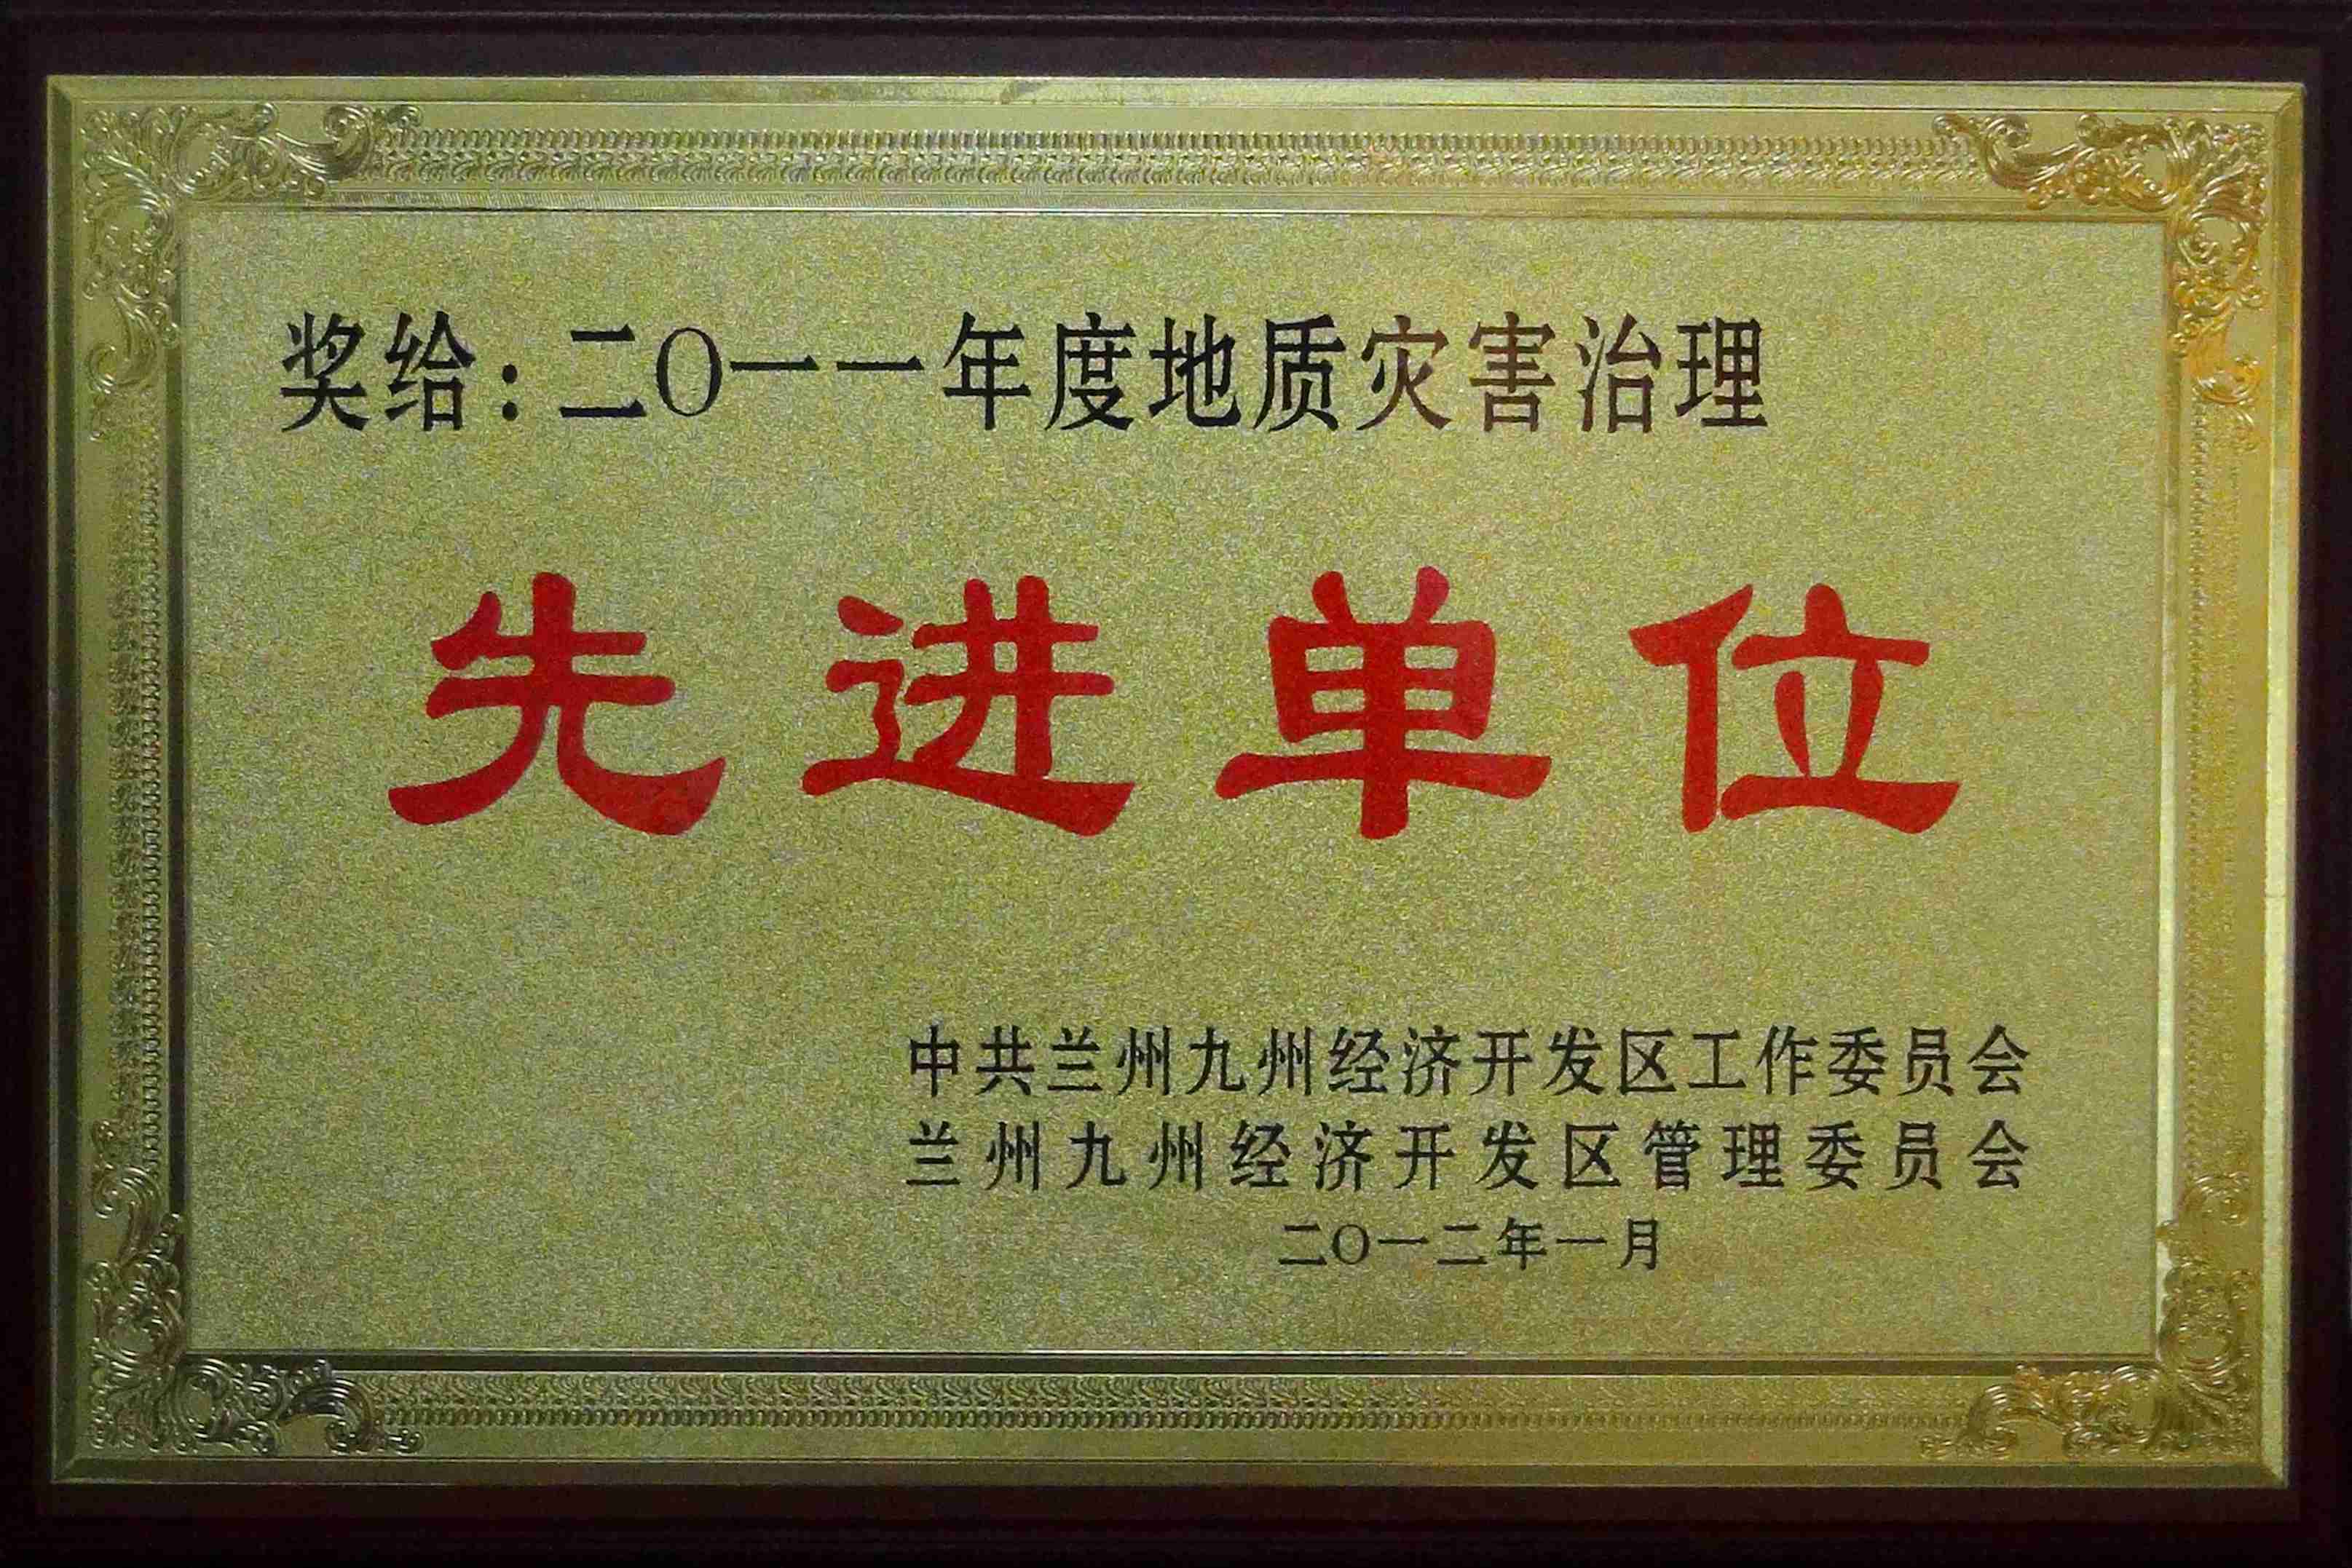 奖给：二〇一一年度地质灾害治理
先进单位
中共兰州九州经济开发区工作委员会
兰州九州经济开发区管理委员会
二〇一二年一月